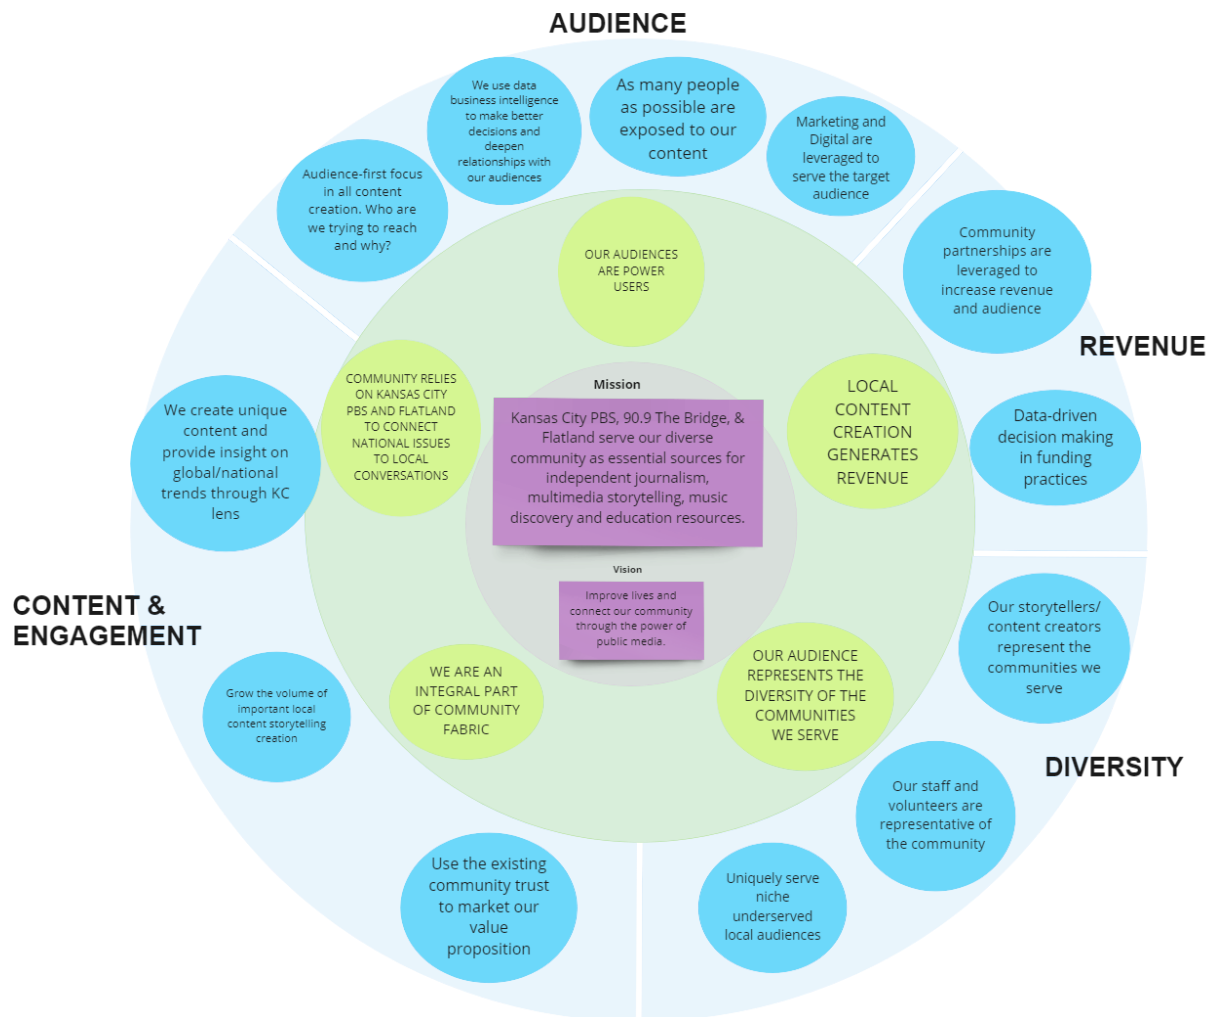 AUDIENCE
We use data
business intelligence
to make better
decisions and
deepen
relationships with
our audiences
As many people
as possible are
exposed to our
content
Marketing and
Digital are
leveraged to
serve the target
audience
Audience-first focus
in all content
creation. Who are
we trying to reach
and why?
Community
partnerships are
leveraged to
increase revenue
and audience
OUR AUDIENCES
ARE POWER
USERS
REVENUE
COMMUNITY RELIES
ON KANSAS CITY
PBS AND FLATLAND
TO CONNECT
NATIONAL ISSUES
TO LOCAL
CONVERSATIONS
Mission
Kansas City PBS, 90.9 The Bridge, &
Flatland serve our diverse
community as essential sources for
independent journalism,
multimedia storytelling, music
discovery and education resources.
LOCAL
CONTENT
CREATION
GENERATES
REVENUE
We create unique
content and
provide insight on
global/national
trends through KC
lens
Data-driven
decision making
in funding
practices
Vision
Improve lives and
connect our community
through the power of
public media.
CONTENT &
ENGAGEMENT
Our storytellers/
content creators
represent the
communities we
serve
WE ARE AN
INTEGRAL PART
OF COMMUNITY
FABRIC
OUR AUDIENCE
REPRESENTS THE
DIVERSITY OF THE
COMMUNITIES
WE SERVE
Grow the volume of
important local
content storytelling
creation
DIVERSITY
Our staff and
volunteers are
representative of
the community
Use the existing
community trust
to market our
value
proposition
Uniquely serve
niche
underserved
local audiences